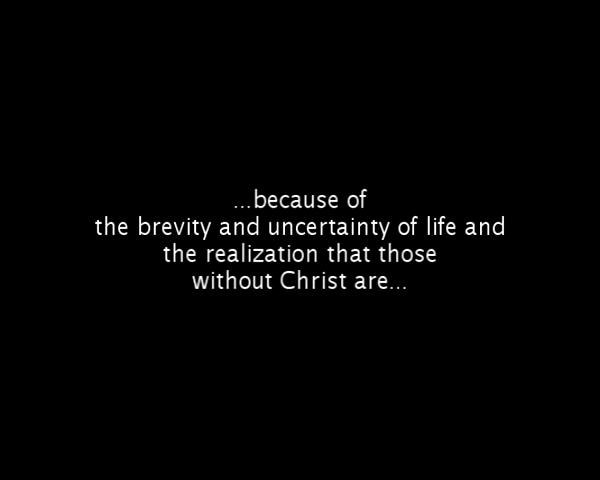 ...because of
the brevity and uncertainty of life and
the realization that those
without Christ are...